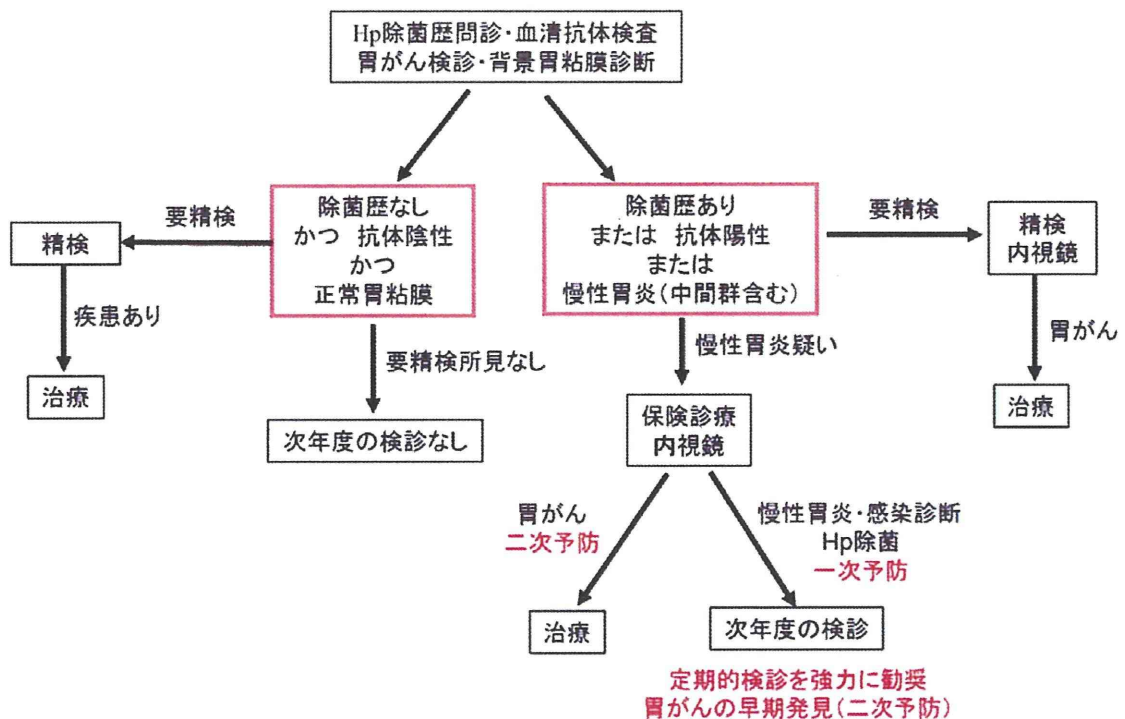 Hp除菌歴問診・血清抗体検査
胃がん検診・背景胃粘膜診断
除菌歴なし
かつ 抗体陰性
かつ
正常胃粘膜
除菌歴あり
または 抗体陽性
または
慢性胃炎(中間群含む)
要精検
精検
疾患あり
治療
要精検所見なし
次年度の検診なし
要精検
精検
内視鏡
胃がん
治療
慢性胃炎疑い
保険診療
内視鏡
胃がん
二次予防
治療
慢性胃炎・感染診断
Hp除菌
一次予防
次年度の検診
定期的検診を強力に勧奨
胃がんの早期発見(二次予防)